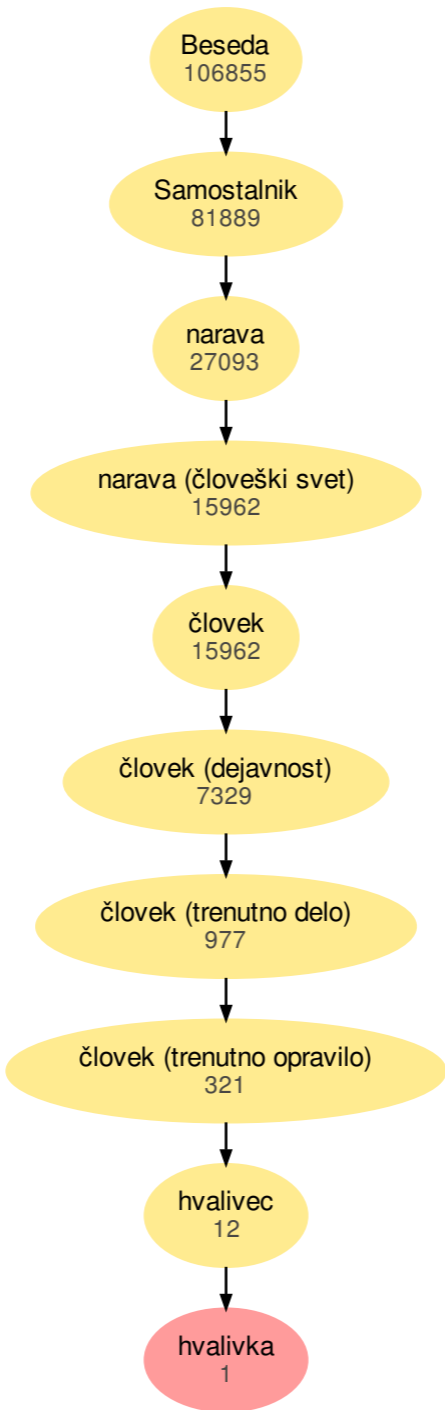 Beseda
106855
Samostalnik
81889
narava
27093
narava (človeški svet)
15962
človek
15962
človek (dejavnost)
7329
človek (trenutno delo)
977
človek (trenutno opravilo)
321
hvalivec
12
hvalivka
1